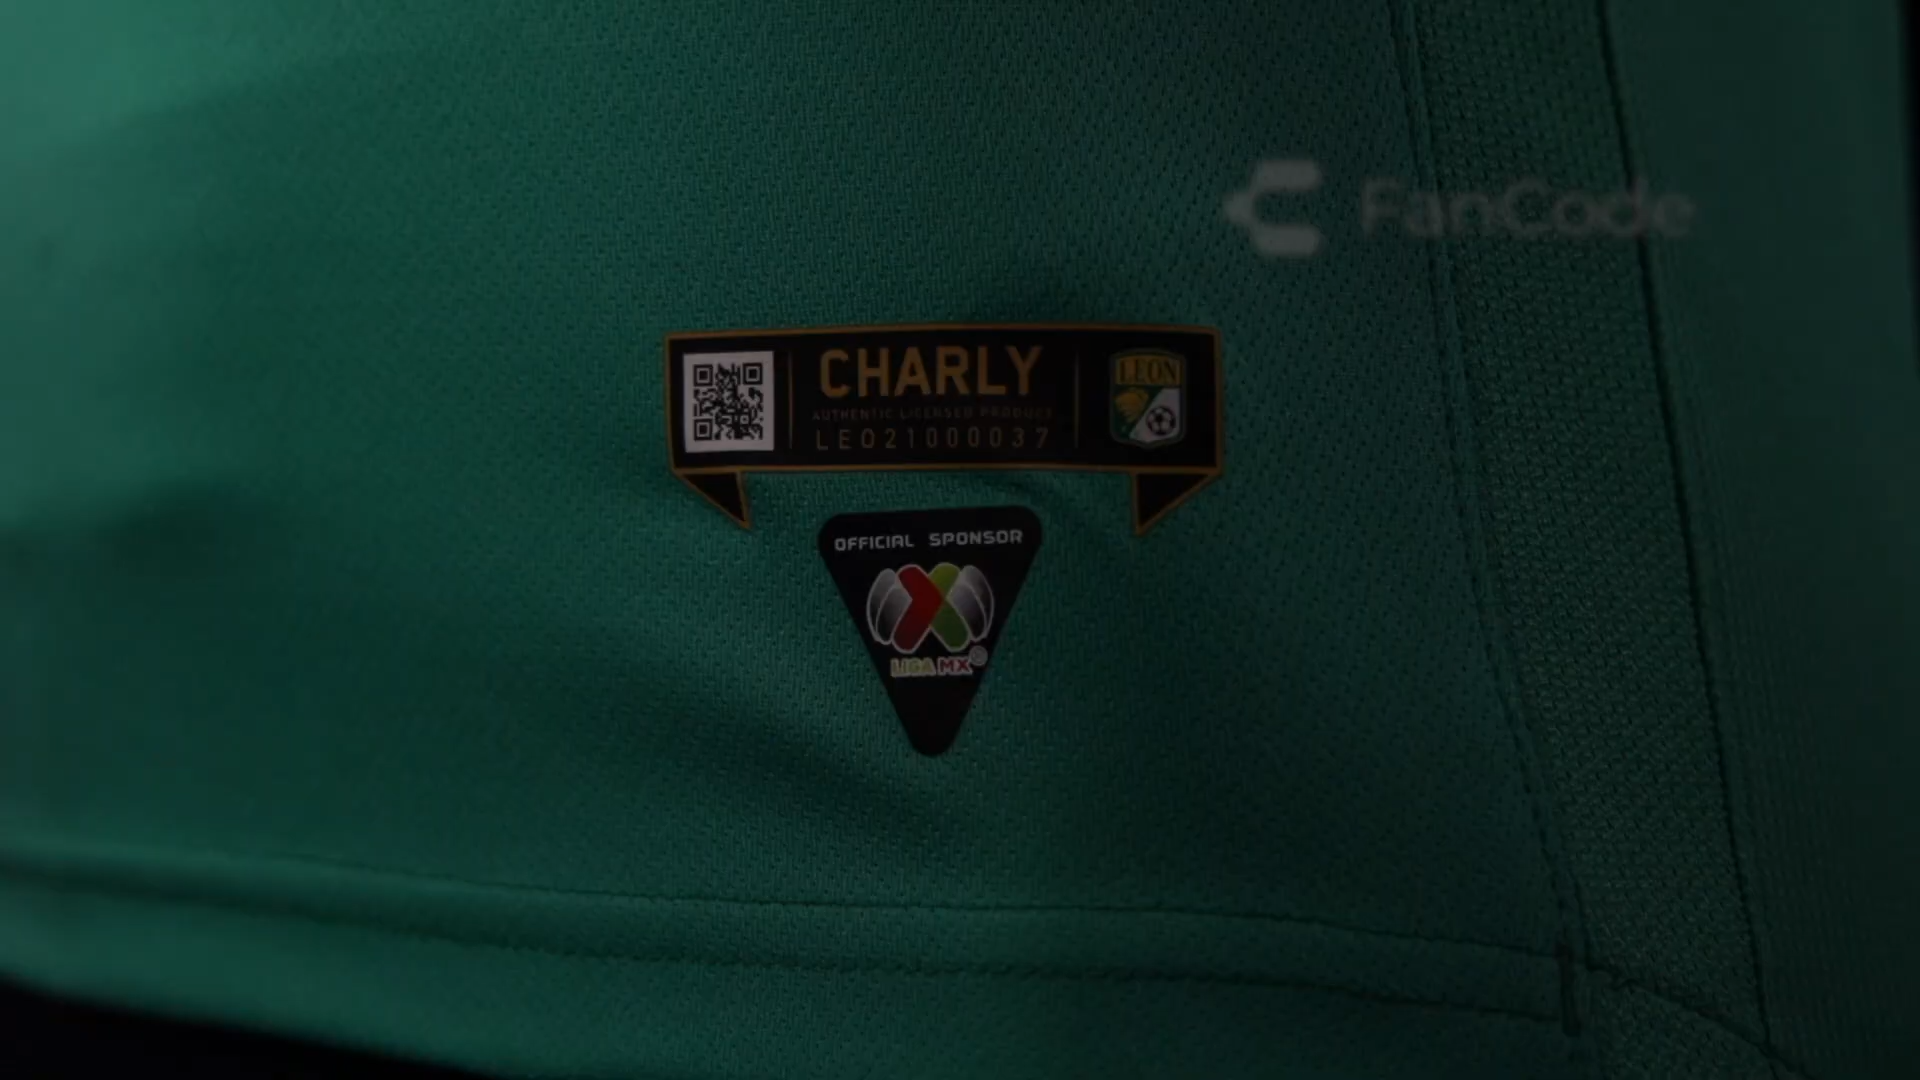 FanCode
CHARLY
AUTHENTIC LICENSED PRODUCT
LEO21000037
LEON
OFFICIAL SPONSOR
LIGA MX